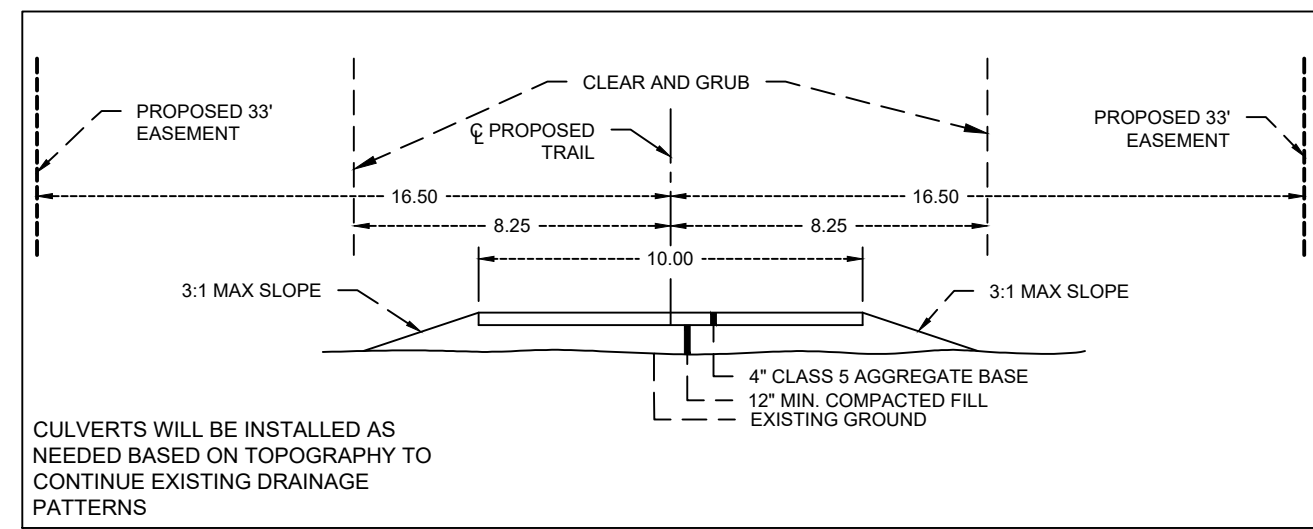 CLEAR AND GRUB
PROPOSED 33'
EASEMENT
℄ PROPOSED
TRAIL
PROPOSED 33'
EASEMENT
16.50
16.50
8.25
8.25
10.00
3:1 MAX SLOPE
3:1 MAX SLOPE
4" CLASS 5 AGGREGATE BASE
12" MIN. COMPACTED FILL
EXISTING GROUND
CULVERTS WILL BE INSTALLED AS
NEEDED BASED ON TOPOGRAPHY TO
CONTINUE EXISTING DRAINAGE
PATTERNS